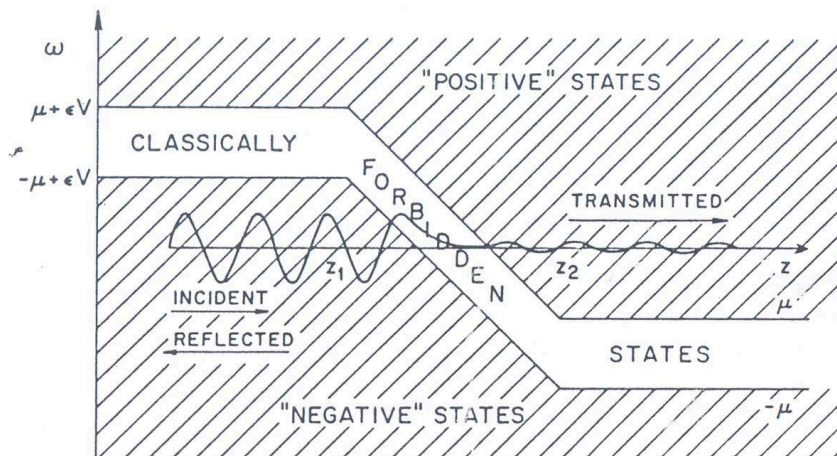 ω
"POSITIVE" STATES
μ + ϵV
CLASSICALLY
-μ + ϵV
FORBIDDEN
TRANSMITTED
z₁
z₂
z
INCIDENT
μ
REFLECTED
STATES
"NEGATIVE" STATES
-μ